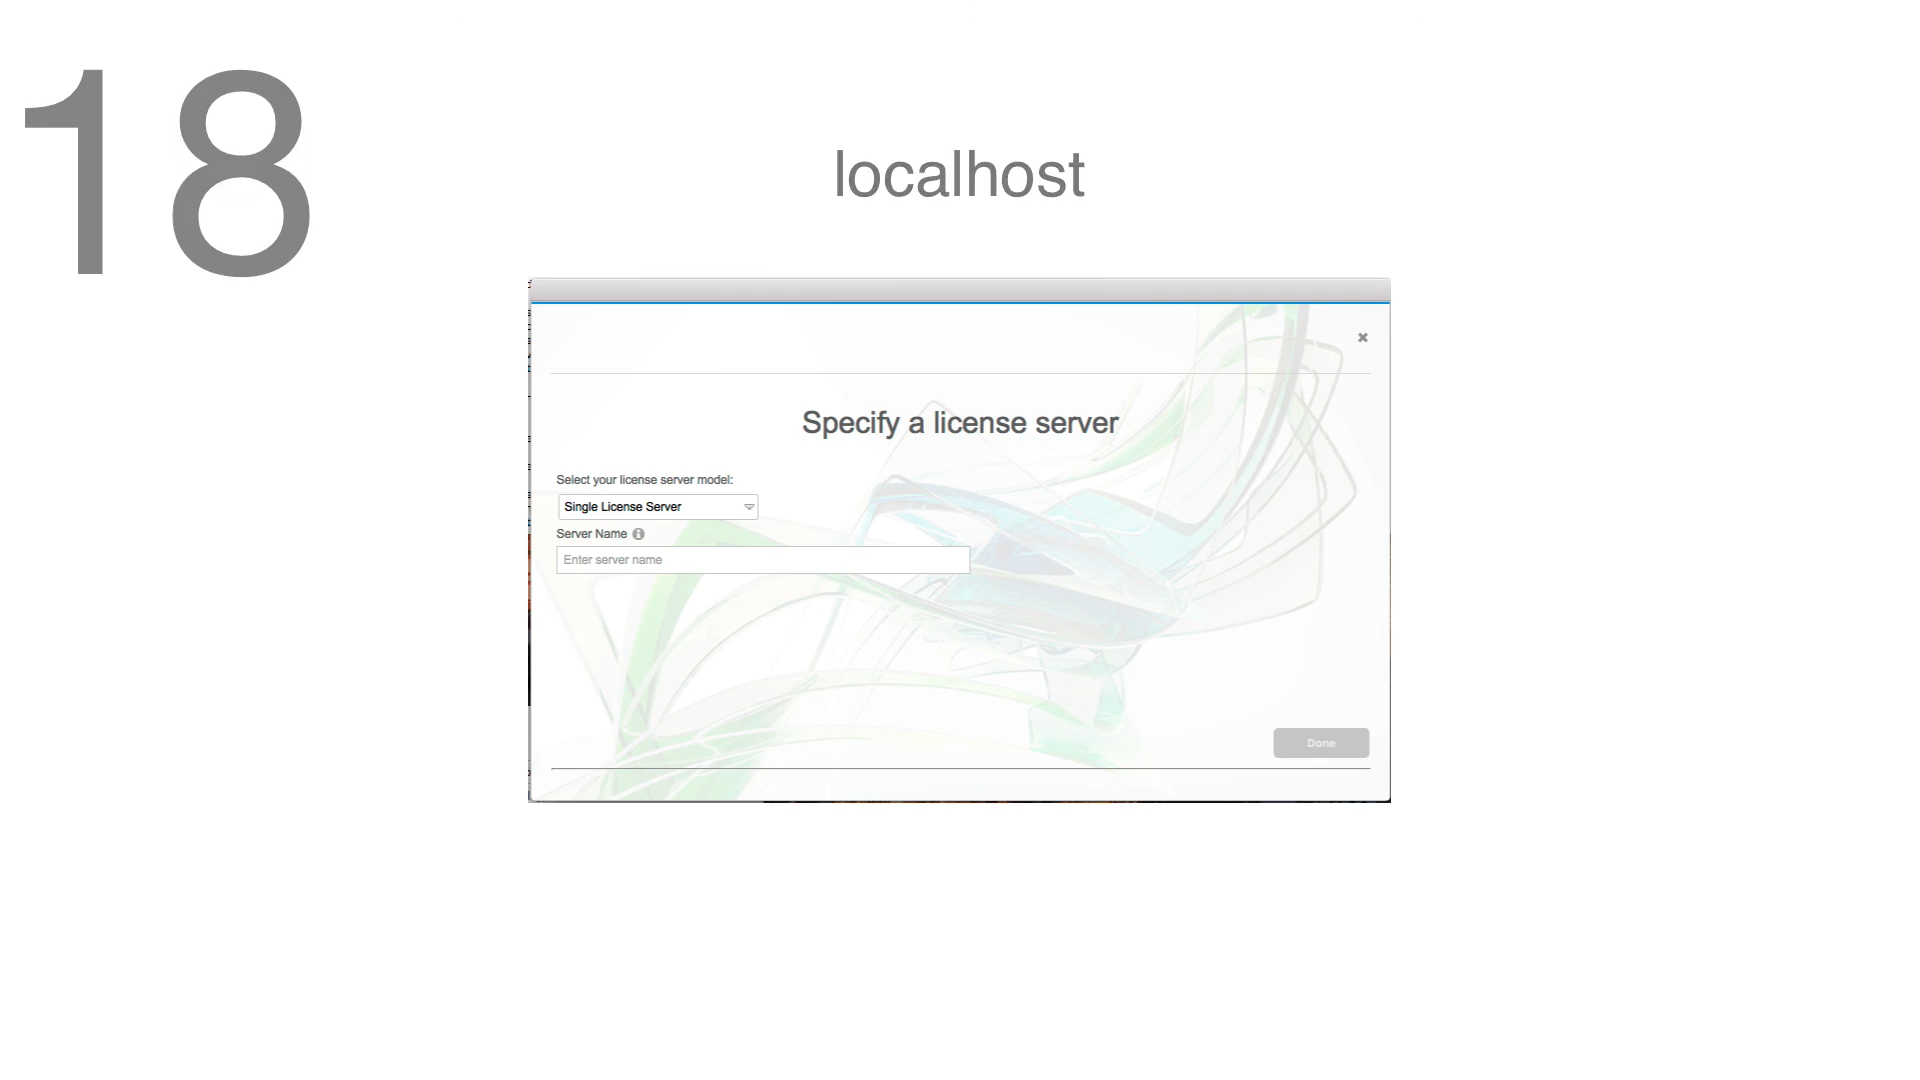 18
localhost
Specify a license server
Select your license server model:
Single License Server
Server Name
Enter server name
Done